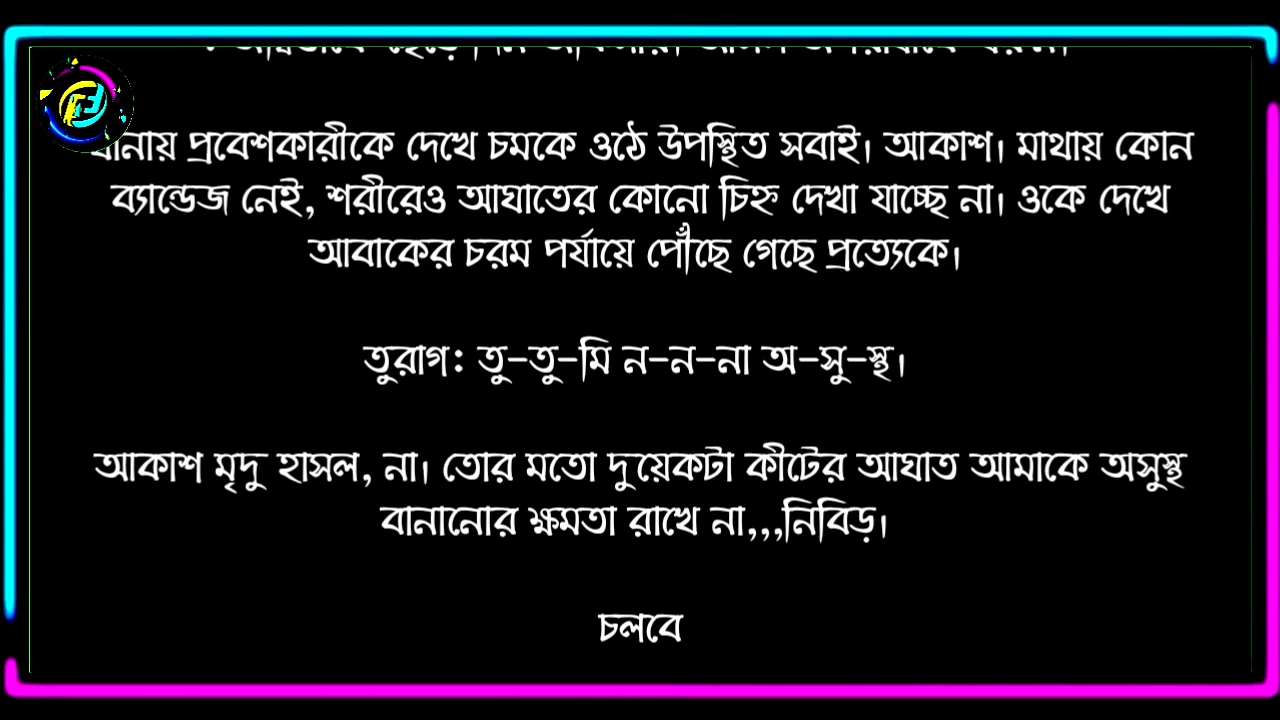 প্রবেশকারীকে দেখে চমকে ওঠে উপস্থিত সবাই। আকাশ। মাথায় কোন
ব্যান্ডেজ নেই, শরীরেও আঘাতের কোনো চিহ্ন দেখা যাচ্ছে না। ওকে দেখে
আবাকের চরম পর্যায়ে পৌঁছে গেছে প্রত্যেকে।
তুরাগ: তু-তু-মি ন-ন-না অ-সু-স্থ।
আকাশ মৃদু হাসল, না। তোর মতো দুয়েকটা কীটের আঘাত আমাকে অসুস্থ
বানানোর ক্ষমতা রাখে না,,,নিবিড়।
চলবে